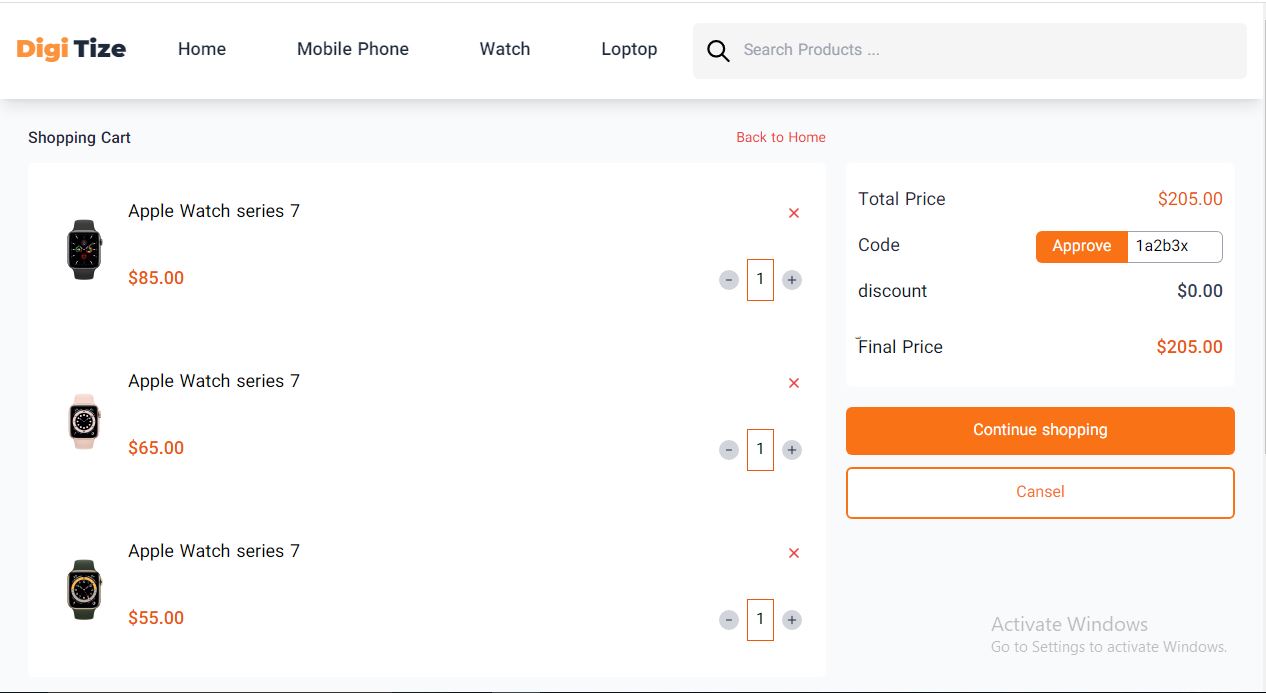 Digi Tize
Home
Mobile Phone
Watch
Loptop
Search Products ...
Shopping Cart
Back to Home
Apple Watch series 7
$85.00
- 1 +
Apple Watch series 7
$65.00
- 1 +
Apple Watch series 7
$55.00
- 1 +
Total Price $205.00
Code Approve 1a2b3x
discount $0.00
Final Price $205.00
Continue shopping
Cansel
Activate Windows
Go to Settings to activate Windows.